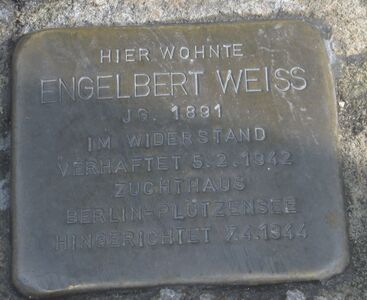 HIER WOHNTE
ENGELBERT WEISS
JG. 1891
IM WIDERSTAND
VERHAFTET 5.2.1942
ZUCHTHAUS
BERLIN-PLÖTZENSEE
HINGERICHTET 7.4.1944